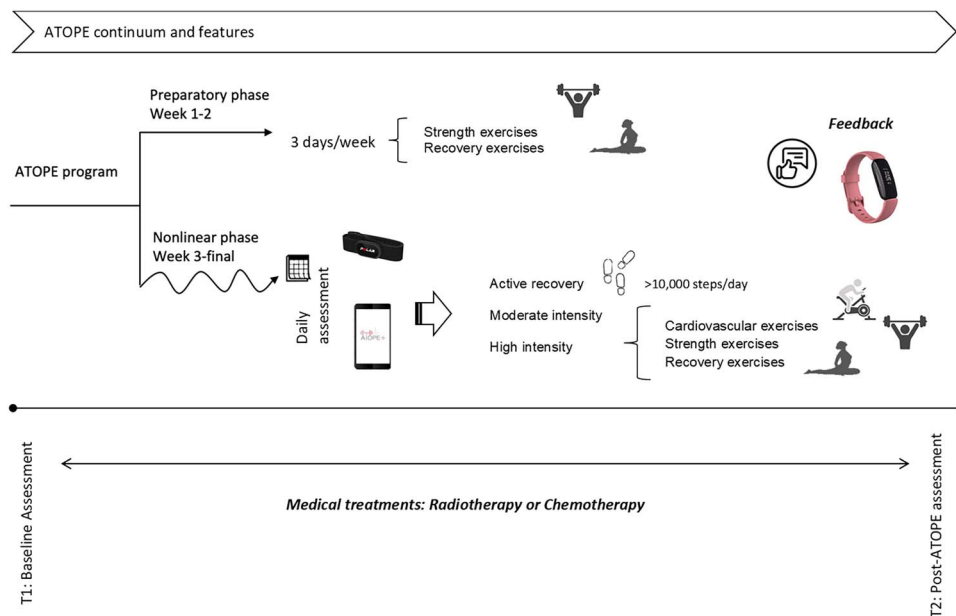 ATOPE continuum and features
Preparatory phase
Week 1-2
3 days/week
Strength exercises
Recovery exercises
Feedback
ATOPE program
Nonlinear phase
Week 3-final
Daily
assessment
POLAR
ATOPE+
Active recovery
>10,000 steps/day
Moderate intensity
High intensity
Cardiovascular exercises
Strength exercises
Recovery exercises
T1: Baseline Assessment
Medical treatments: Radiotherapy or Chemotherapy
T2: Post-ATOPE assessment